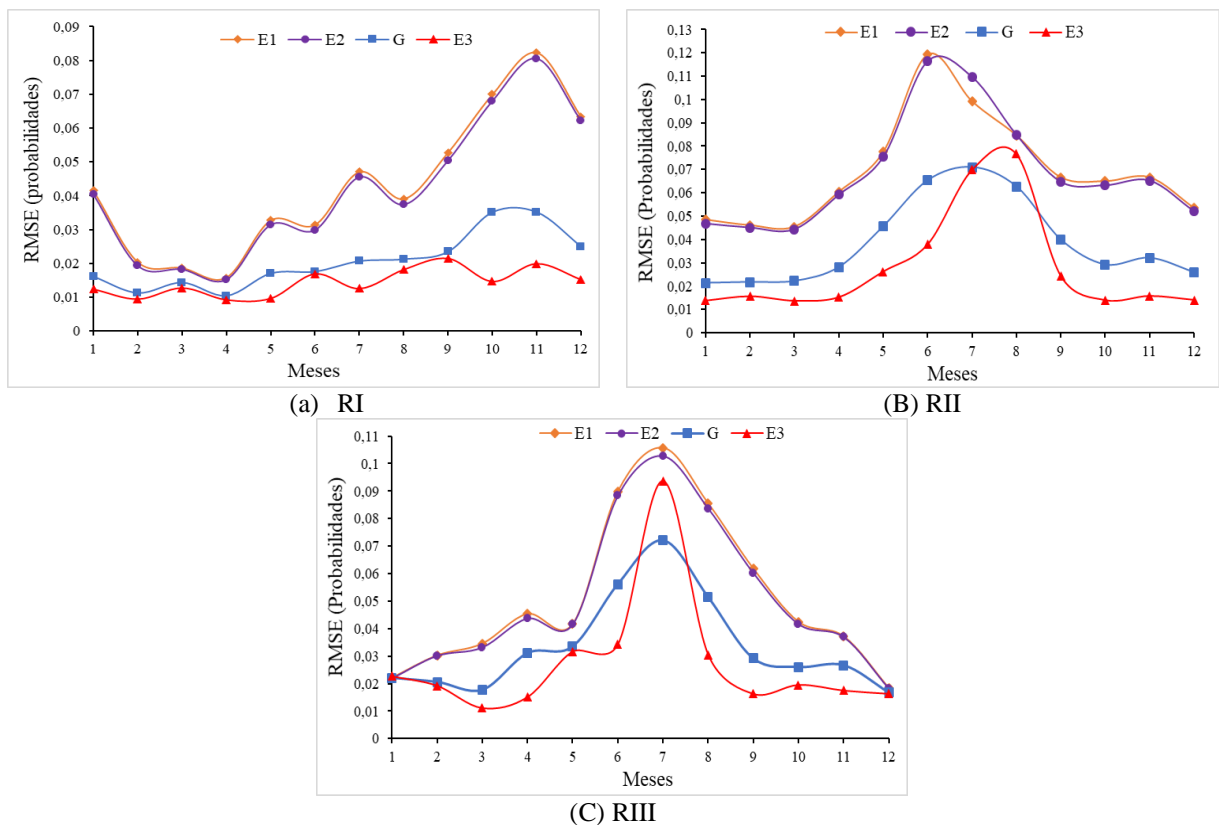 0,09
0,08
0,07
0,06
0,05
0,04
0,03
0,02
0,01
0
RMSE (probabilidades)
E1 E2 G E3
1 2 3 4 5 6 7 8 9 10 11 12
Meses
(a) RI
0,13
0,12
0,11
0,1
0,09
0,08
0,07
0,06
0,05
0,04
0,03
0,02
0,01
0
RMSE (Probabilidades)
E1 E2 G E3
1 2 3 4 5 6 7 8 9 10 11 12
Meses
(B) RII
0,11
0,1
0,09
0,08
0,07
0,06
0,05
0,04
0,03
0,02
0,01
0
RMSE (Probabilidades)
E1 E2 G E3
1 2 3 4 5 6 7 8 9 10 11 12
Meses
(C) RIII